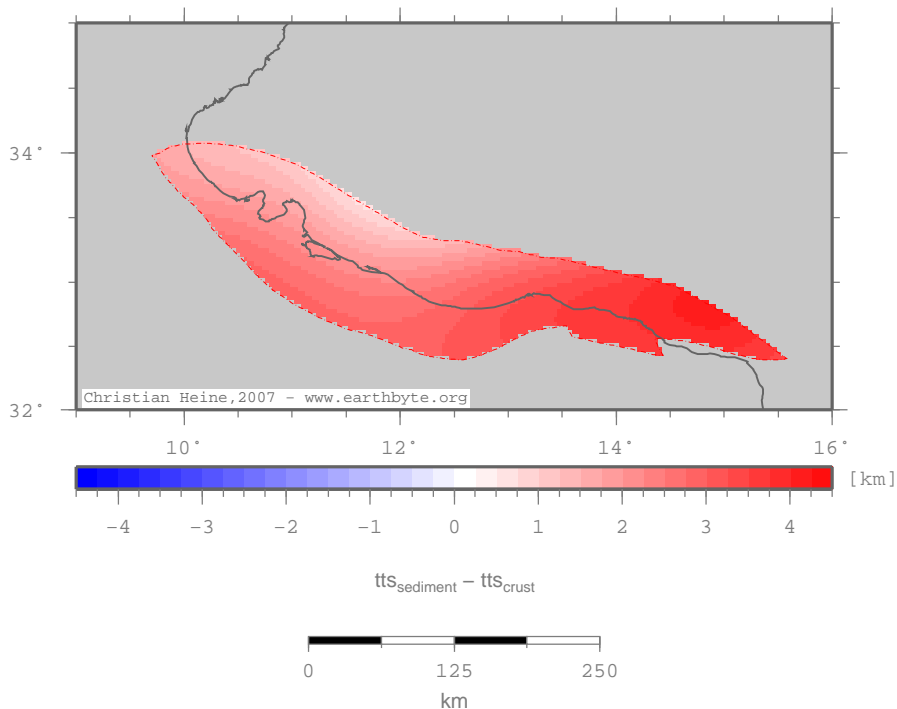 34°
32°
Christian Heine,2007 – www.earthbyte.org
10° 12° 14° 16°
[km]
−4 −3 −2 −1 0 1 2 3 4
tts_sediment – tts_crust
0 125 250
km